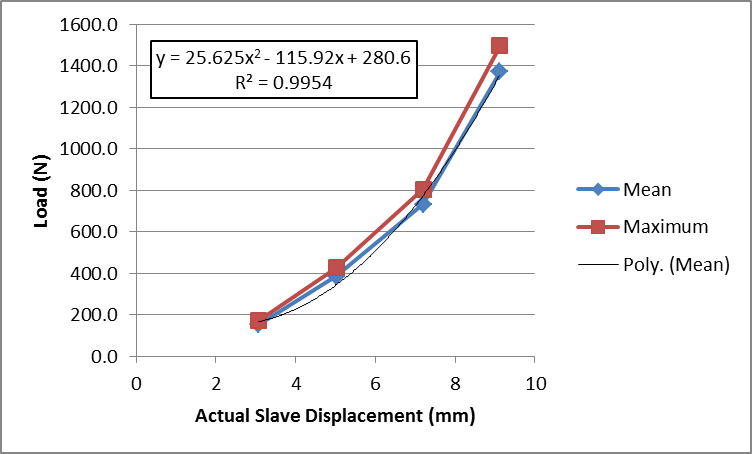 1600.0
1400.0
1200.0
1000.0
800.0
600.0
400.0
200.0
0.0
Load (N)
y = 25.625x² - 115.92x + 280.6
R² = 0.9954
0 2 4 6 8 10
Actual Slave Displacement (mm)
Mean
Maximum
Poly. (Mean)